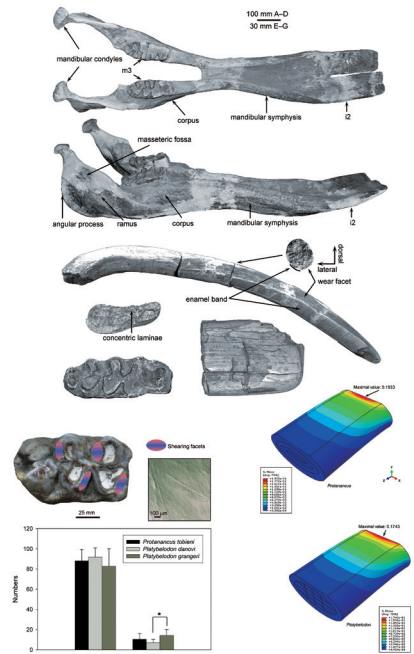 100 mm A–D
30 mm E–G
mandibular condyles
m3
corpus
mandibular symphysis
i2
masseteric fossa
angular process
ramus
corpus
mandibular symphysis
i2
dorsal
lateral
wear facet
enamel band
concentric laminae
Maximal value: 0.1933
Protanancus
Shearing facets
25 mm
100 μm
Maximal value: 0.1743
Platybelodon
Numbers
100
80
60
40
20
0
Protanancus tobieni
Platybelodon danovi
Platybelodon grangeri
*
S, Mises
S, Mises